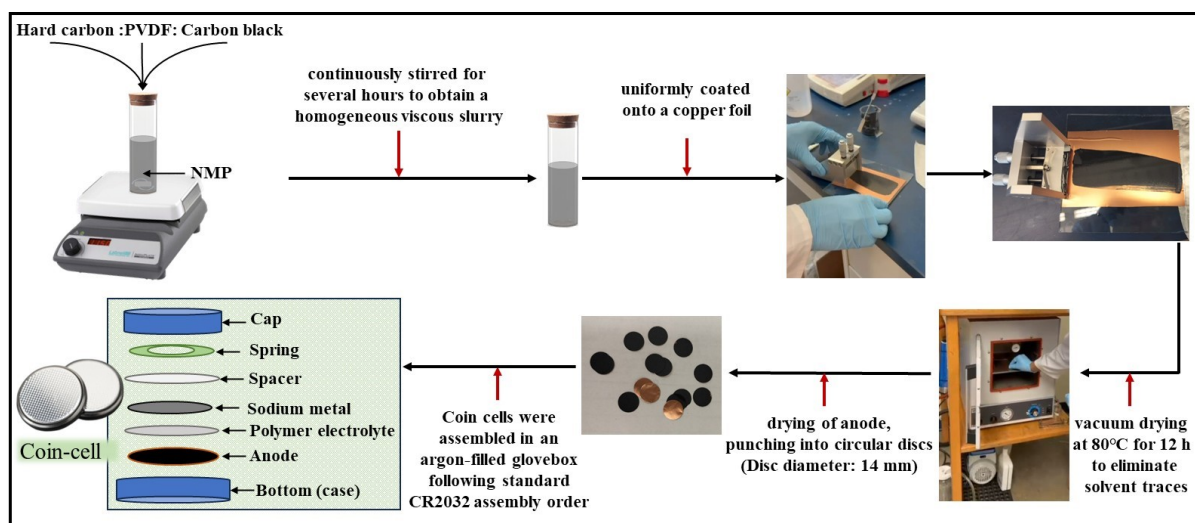 Hard carbon :PVDF: Carbon black
NMP
continuously stirred for
several hours to obtain a
homogeneous viscous slurry
uniformly coated
onto a copper foil
vacuum drying
at 80°C for 12 h
to eliminate
solvent traces
drying of anode,
punching into circular discs
(Disc diameter: 14 mm)
Coin cells were
assembled in an
argon-filled glovebox
following standard
CR2032 assembly order
Cap
Spring
Spacer
Sodium metal
Polymer electrolyte
Anode
Bottom (case)
Coin-cell